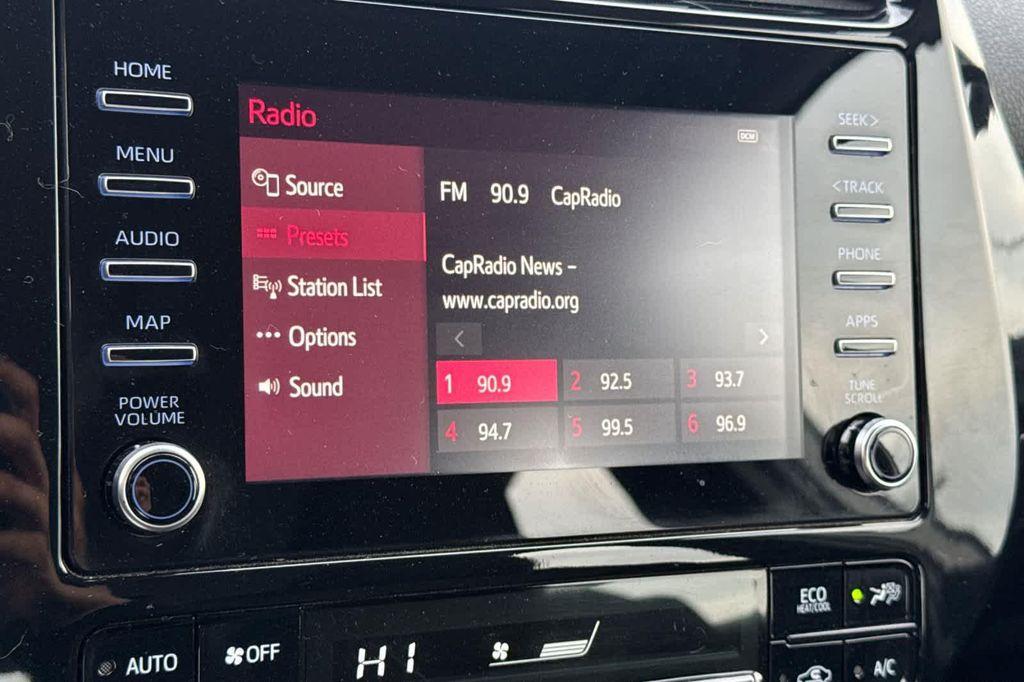 HOME
MENU
AUDIO
MAP
POWER
VOLUME
Radio
DCM
Source
Presets
Station List
Options
Sound
FM 90.9 CapRadio
CapRadio News –
www.capradio.org
< >
1 90.9 2 92.5 3 93.7
4 94.7 5 99.5 6 96.9
SEEK >
< TRACK
PHONE
APPS
TUNE
SCROLL
AUTO
OFF
HI
ECO
HEAT/COOL
A/C